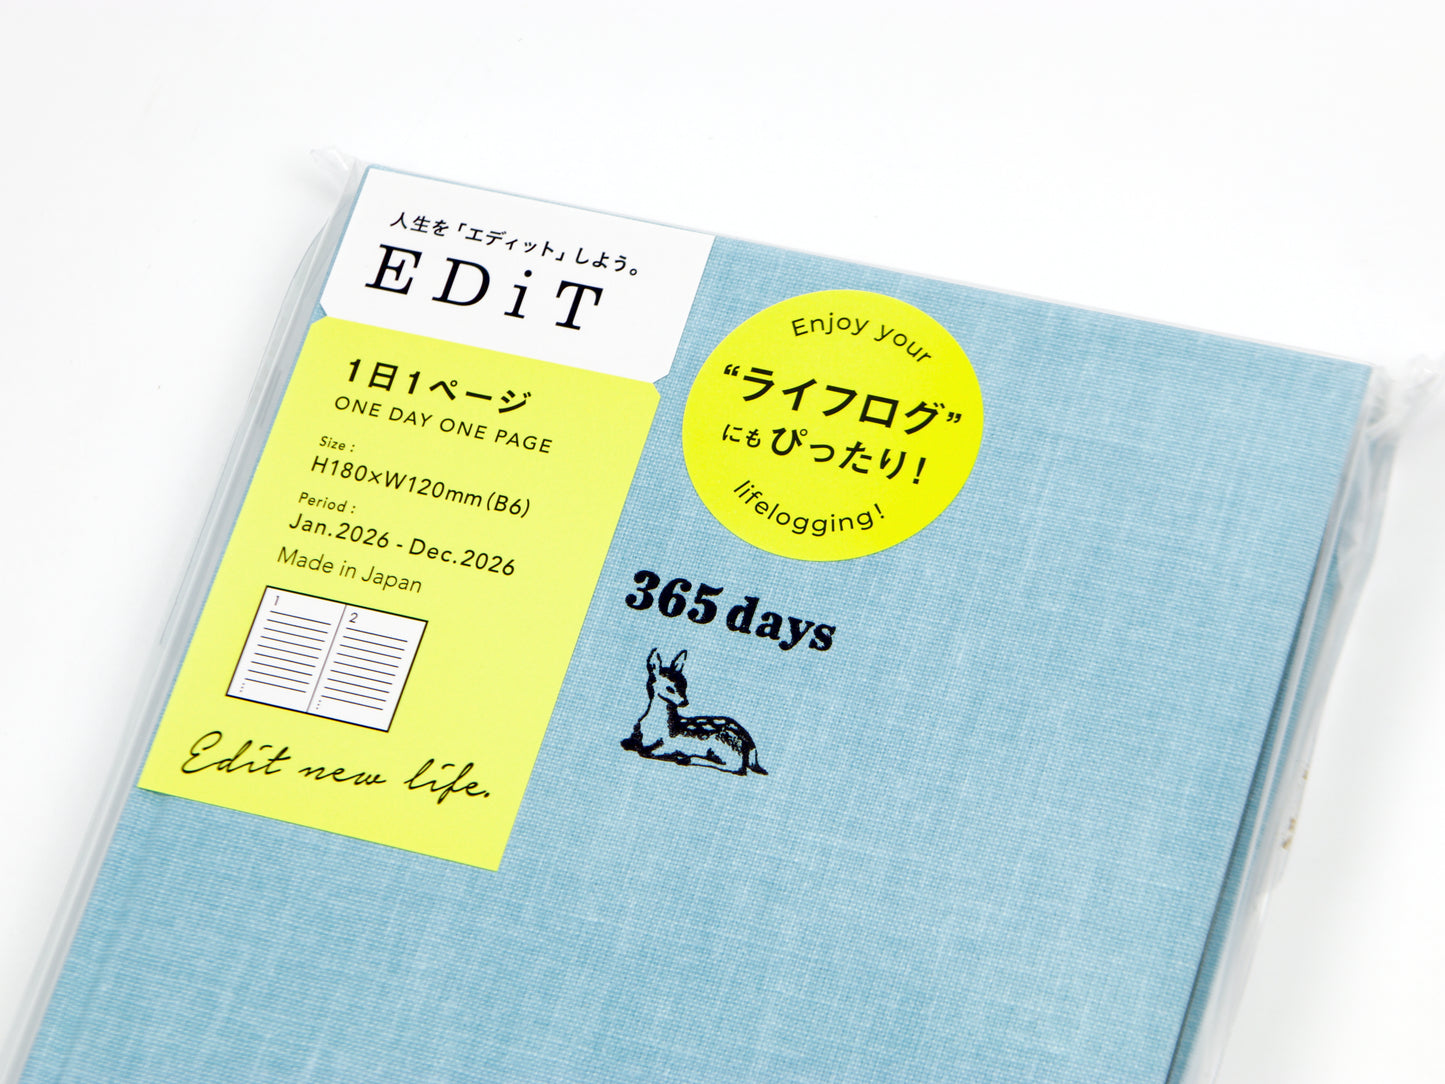 人生を「エディット」しよう。
EDiT
1日1ページ
ONE DAY ONE PAGE
Size :
H180×W120mm(B6)
Period :
Jan.2026 - Dec.2026
Made in Japan
1
2
Edit new life.
Enjoy your
“ライフログ”
にもぴったり!
lifelogging!
365 days